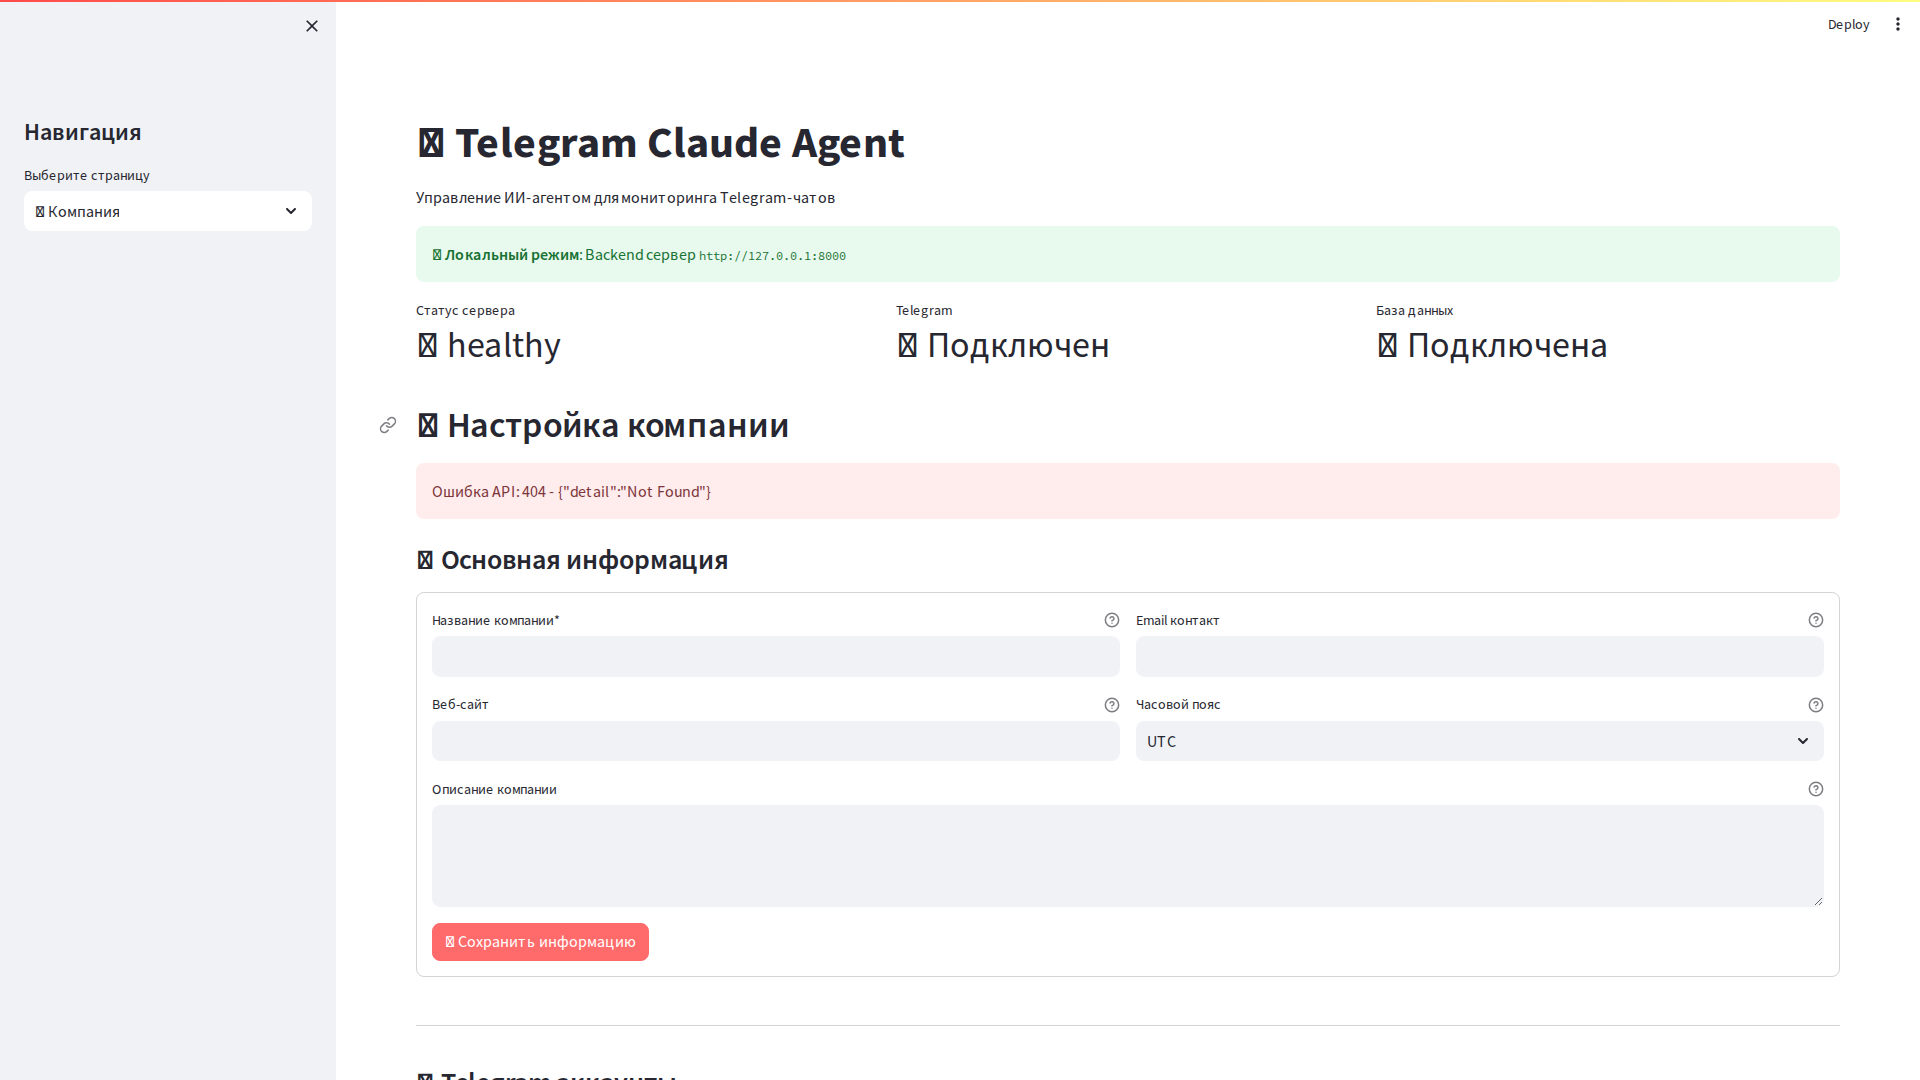 Deploy
Навигация
Выберите страницу
Компания
Telegram Claude Agent
Управление ИИ-агентом для мониторинга Telegram-чатов
Локальный режим: Backend сервер http://127.0.0.1:8000
Статус сервера
healthy
Telegram
Подключен
База данных
Подключена
Настройка компании
Ошибка API: 404 - {"detail":"Not Found"}
Основная информация
Название компании*
Email контакт
Веб-сайт
Часовой пояс
UTC
Описание компании
Сохранить информацию
Telegram аккаунты